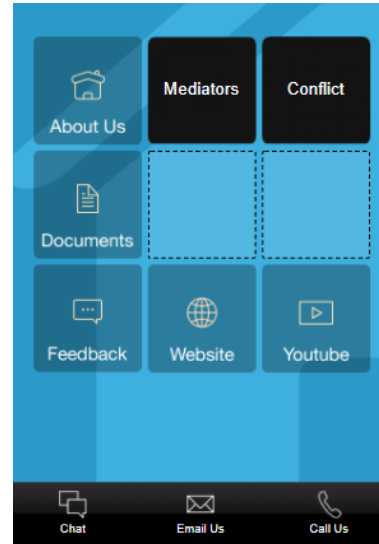 About Us
Mediators
Conflict
Documents
Feedback
Website
Youtube
Chat
Email Us
Call Us